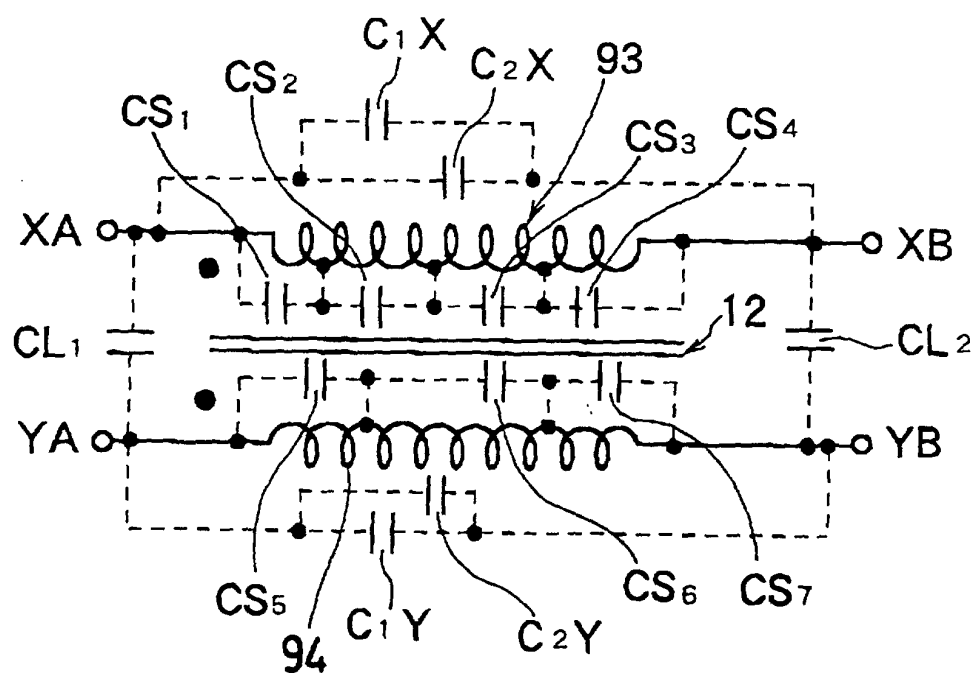 C₁X
C₂X
93
CS₂
CS₁
CS₃
CS₄
XA
XB
12
CL₁
CL₂
YA
YB
CS₅
C₁Y
C₂Y
CS₆
CS₇
94